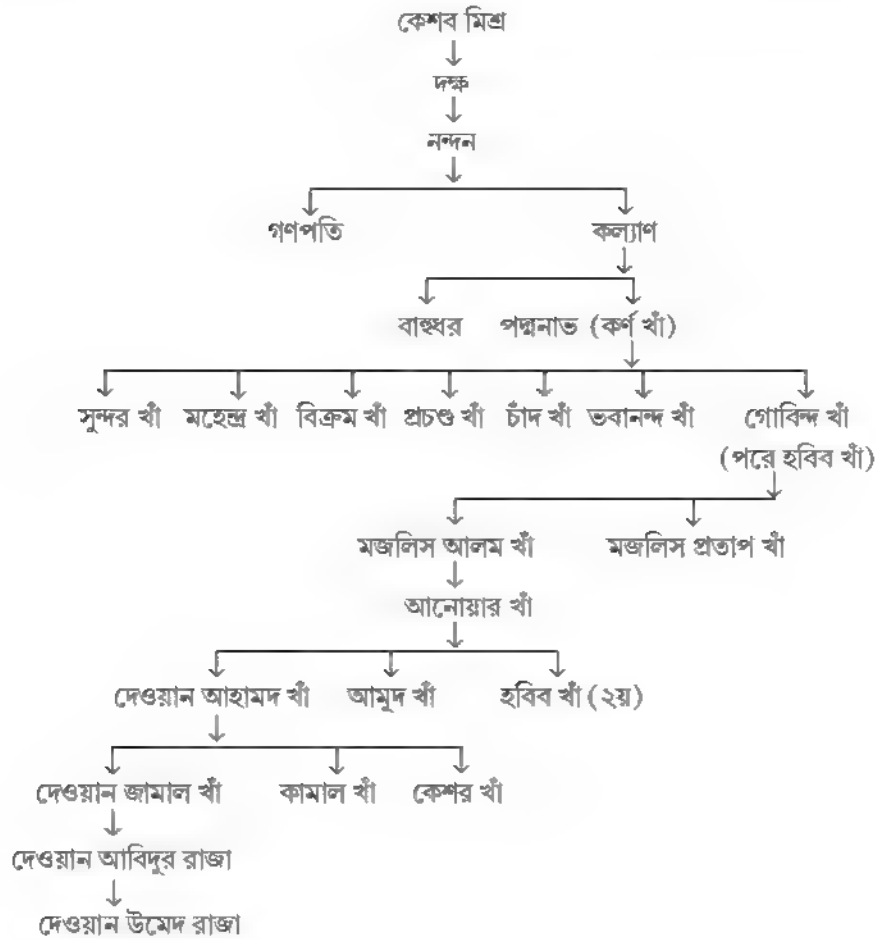 কেশব মিশ্র
দক্ষ
নন্দন
গণপতি কল্যাণ
বাহুধর পদ্মনাভ (কর্ণ খাঁ)
সুন্দর খাঁ মহেন্দ্র খাঁ বিক্রম খাঁ প্রচণ্ড খাঁ চাঁদ খাঁ ভবানন্দ খাঁ গোবিন্দ খাঁ
(পরে হবিব খাঁ)
মজলিস আলম খাঁ মজলিস প্রতাপ খাঁ
আনোয়ার খাঁ
দেওয়ান আহামদ খাঁ আমুদ খাঁ হবিব খাঁ (২য়)
দেওয়ান জামাল খাঁ কামাল খাঁ কেশর খাঁ
দেওয়ান আবিদুর রাজা
দেওয়ান উমেদ রাজা